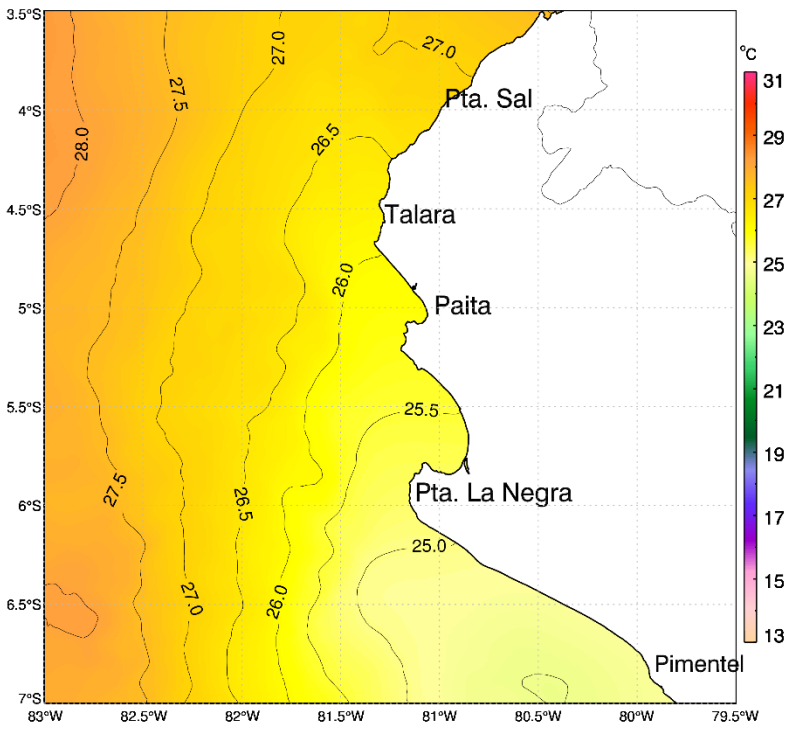 3.5°S
27.0
27.0
°C
31
27.5
4°S
Pta. Sal
28.0
26.5
29
4.5°S
Talara
27
26.0
5°S
Paita
25
23
5.5°S
25.5
21
27.5
Pta. La Negra
19
6°S
26.5
17
25.0
15
6.5°S
27.0
26.0
13
Pimentel
7°S
83°W
82.5°W
82°W
81.5°W
81°W
80.5°W
80°W
79.5°W